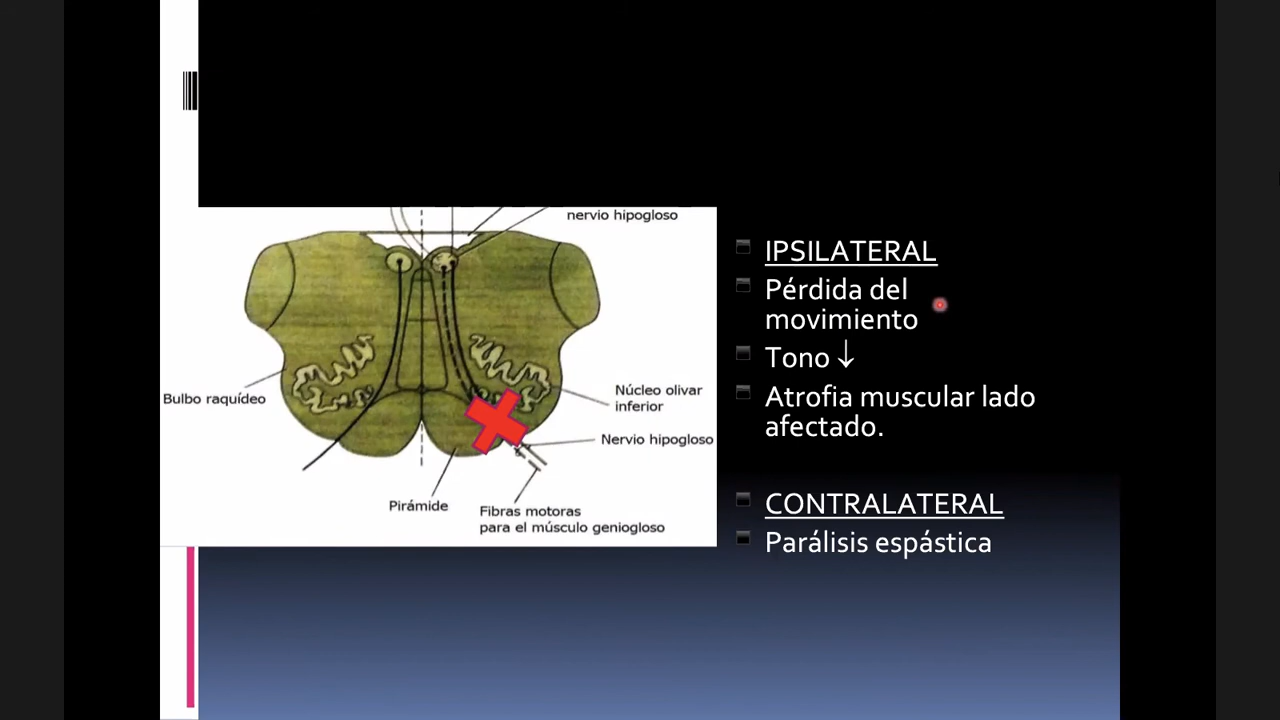 nervio hipogloso
Bulbo raquídeo
Núcleo olivar
inferior
Nervio hipogloso
Pirámide
Fibras motoras
para el músculo geniogloso
IPSILATERAL
Pérdida del
movimiento
Tono ↓
Atrofia muscular lado
afectado.
CONTRALATERAL
Parálisis espástica